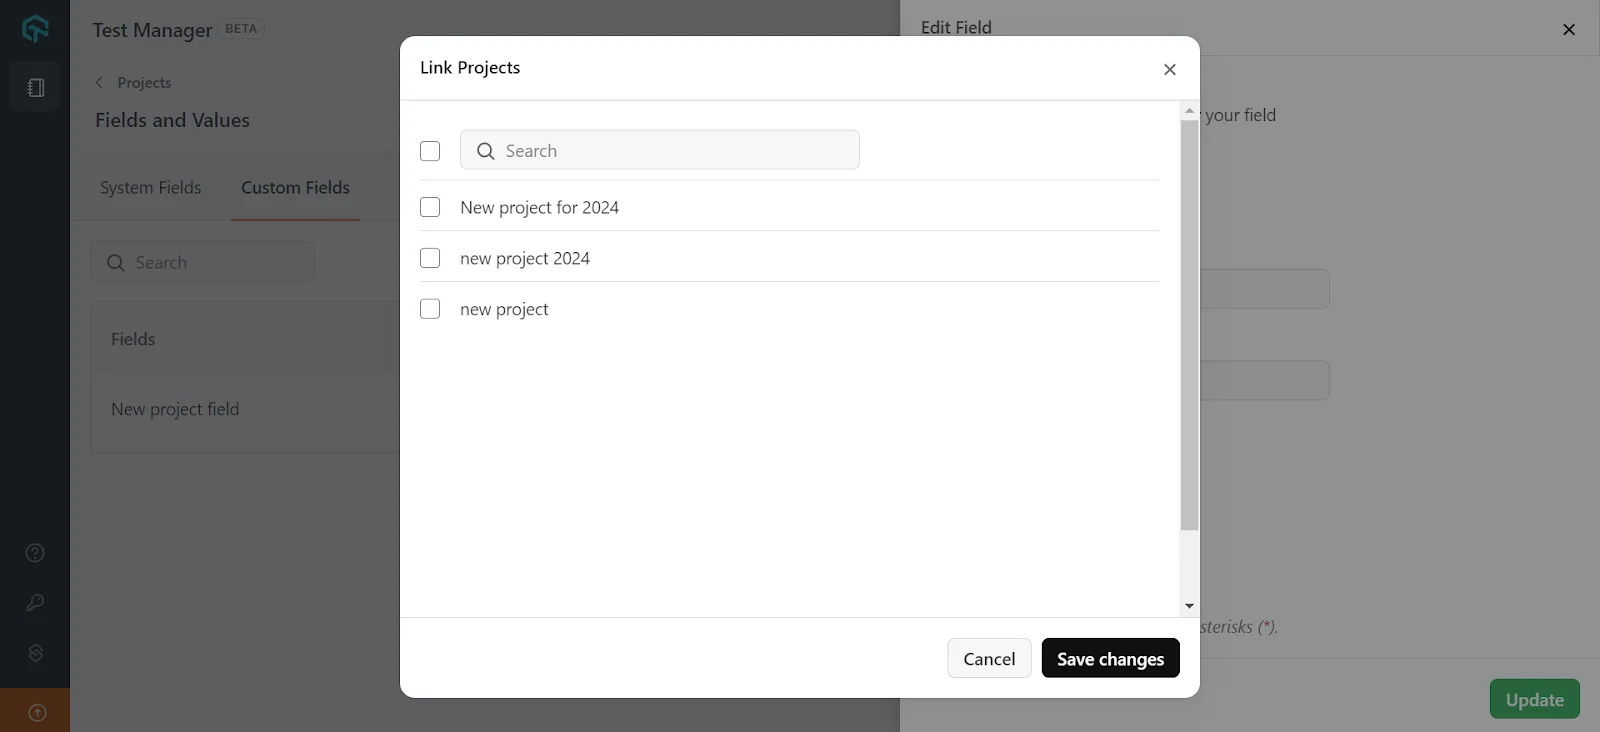 Test Manager BETA
Projects
Fields and Values
System Fields Custom Fields
Search
Fields
New project field
Link Projects
Search
New project for 2024
new project 2024
new project
Cancel Save changes
Edit Field
your field
(*).
Update